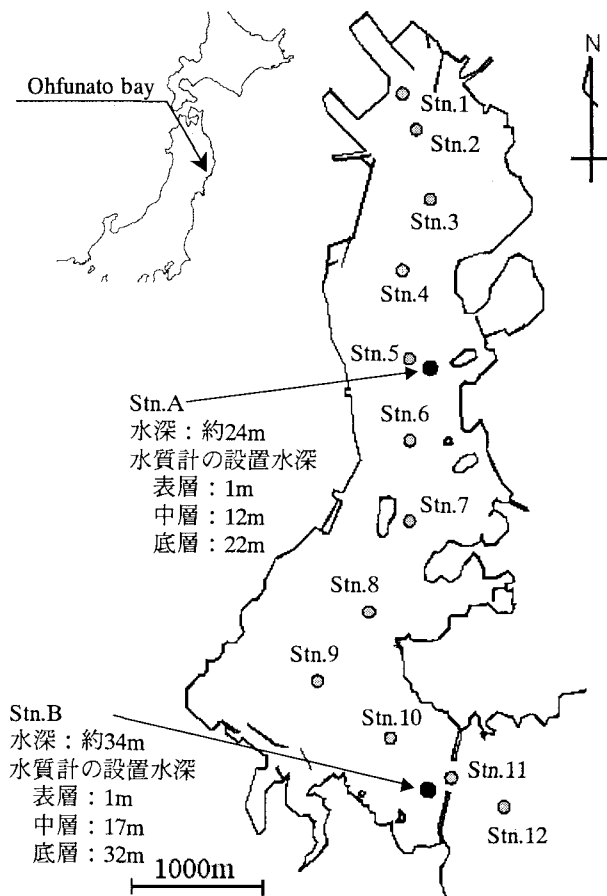 Ohfunato bay
N
Stn.1
Stn.2
Stn.3
Stn.4
Stn.5
Stn.A
水深：約24m
水質計の設置水深
表層：1m
中層：12m
底層：22m
Stn.6
Stn.7
Stn.8
Stn.9
Stn.B
水深：約34m
水質計の設置水深
表層：1m
中層：17m
底層：32m
Stn.10
Stn.11
Stn.12
1000m